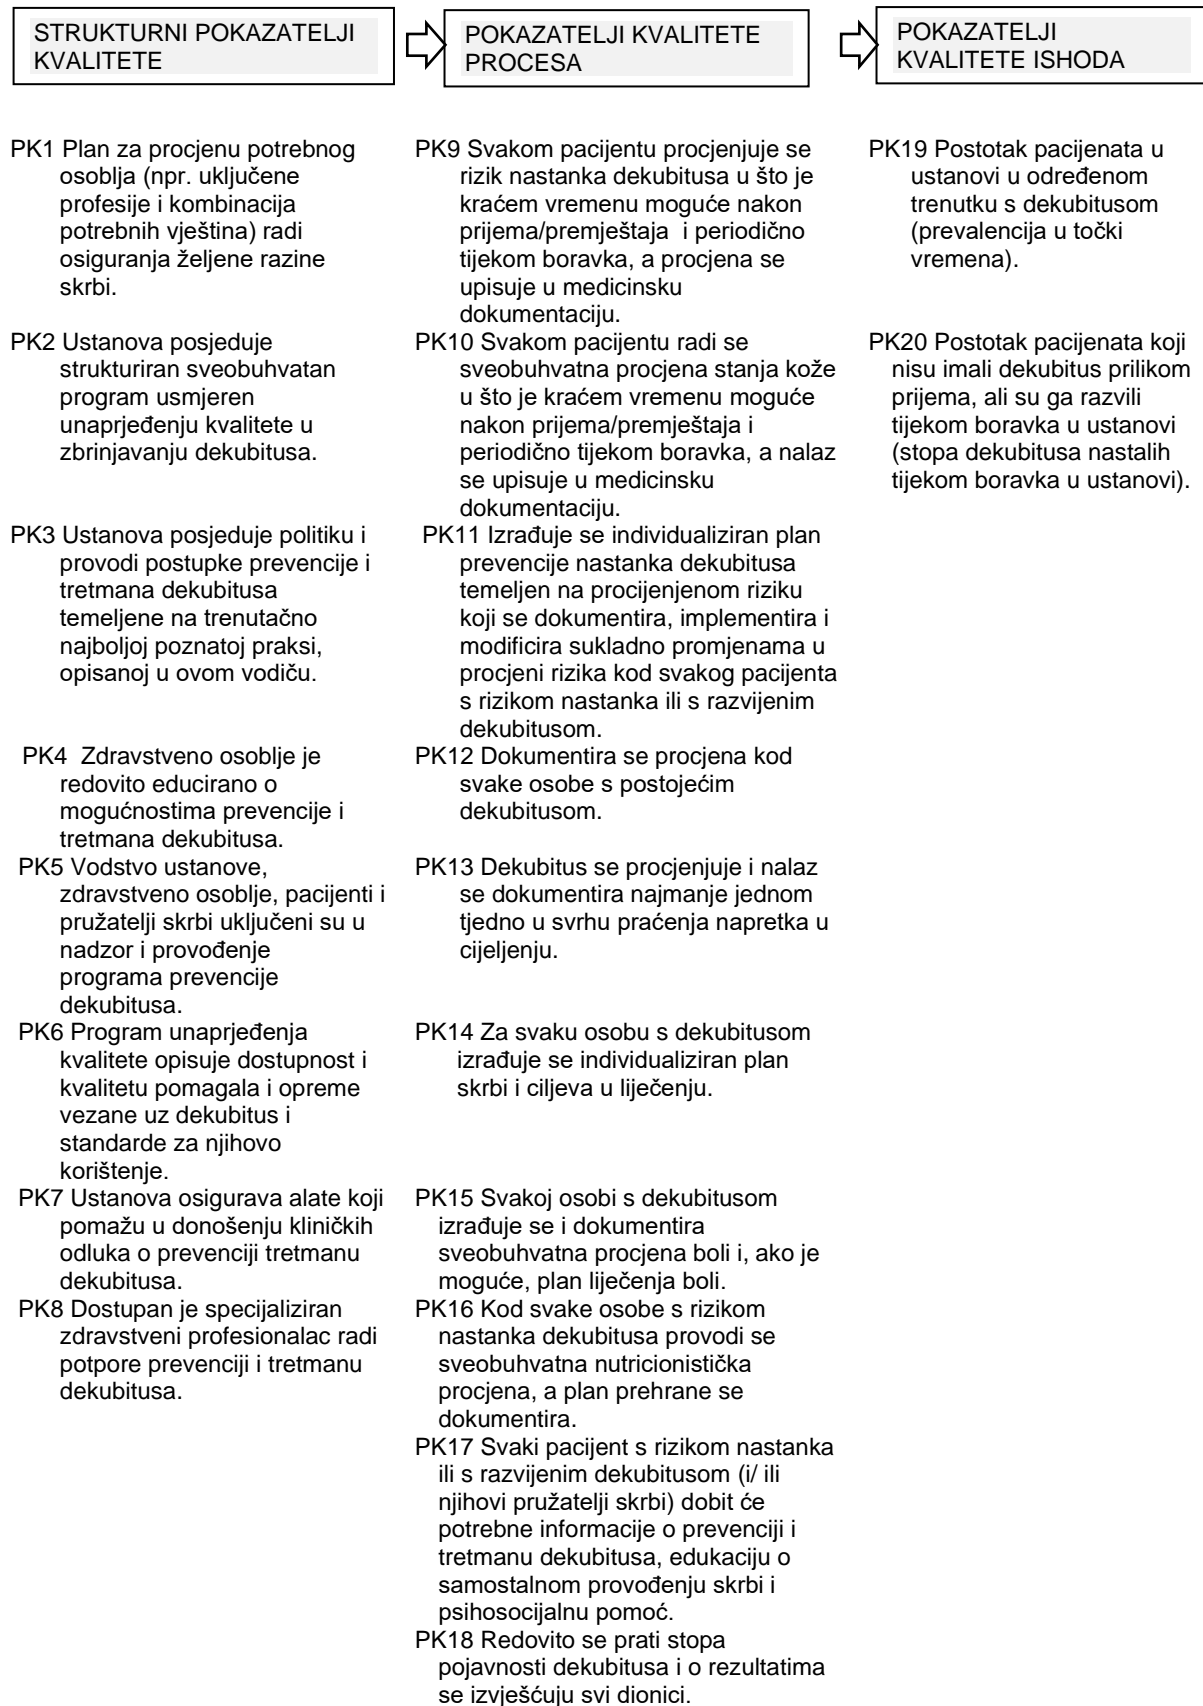 STRUKTURNI POKAZATELJI
KVALITETE
POKAZATELJI KVALITETE
PROCESA
POKAZATELJI
KVALITETE ISHODA
PK1 Plan za procjenu potrebnog
osoblja (npr. uključene
profesije i kombinacija
potrebnih vještina) radi
osiguranja željene razine
skrbi.
PK2 Ustanova posjeduje
strukturiran sveobuhvatan
program usmjeren
unaprjeđenju kvalitete u
zbrinjavanju dekubitusa.
PK3 Ustanova posjeduje politiku i
provodi postupke prevencije i
tretmana dekubitusa
temeljene na trenutačno
najboljoj poznatoj praksi,
opisanoj u ovom vodiču.
PK4 Zdravstveno osoblje je
redovito educirano o
mogućnostima prevencije i
tretmana dekubitusa.
PK5 Vodstvo ustanove,
zdravstveno osoblje, pacijenti i
pružatelji skrbi uključeni su u
nadzor i provođenje
programa prevencije
dekubitusa.
PK6 Program unaprjeđenja
kvalitete opisuje dostupnost i
kvalitetu pomagala i opreme
vezane uz dekubitus i
standarde za njihovo
korištenje.
PK7 Ustanova osigurava alate koji
pomažu u donošenju kliničkih
odluka o prevenciji tretmanu
dekubitusa.
PK8 Dostupan je specijaliziran
zdravstveni profesionalac radi
potpore prevenciji i tretmanu
dekubitusa.
PK9 Svakom pacijentu procjenjuje se
rizik nastanka dekubitusa u što je
kraćem vremenu moguće nakon
prijema/premještaja i periodično
tijekom boravka, a procjena se
upisuje u medicinsku
dokumentaciju.
PK10 Svakom pacijentu radi se
sveobuhvatna procjena stanja kože
u što je kraćem vremenu moguće
nakon prijema/premještaja i
periodično tijekom boravka, a nalaz
se upisuje u medicinsku
dokumentaciju.
PK11 Izrađuje se individualiziran plan
prevencije nastanka dekubitusa
temeljen na procijenjenom riziku
koji se dokumentira, implementira i
modificira sukladno promjenama u
procjeni rizika kod svakog pacijenta
s rizikom nastanka ili s razvijenim
dekubitusom.
PK12 Dokumentira se procjena kod
svake osobe s postojećim
dekubitusom.
PK13 Dekubitus se procjenjuje i nalaz
se dokumentira najmanje jednom
tjedno u svrhu praćenja napretka u
cijeljenju.
PK14 Za svaku osobu s dekubitusom
izrađuje se individualiziran plan
skrbi i ciljeva u liječenju.
PK15 Svakoj osobi s dekubitusom
izrađuje se i dokumentira
sveobuhvatna procjena boli i, ako je
moguće, plan liječenja boli.
PK16 Kod svake osobe s rizikom
nastanka dekubitusa provodi se
sveobuhvatna nutricionistička
procjena, a plan prehrane se
dokumentira.
PK17 Svaki pacijent s rizikom nastanka
ili s razvijenim dekubitusom (i/ ili
njihovi pružatelji skrbi) dobit će
potrebne informacije o prevenciji i
tretmanu dekubitusa, edukaciju o
samostalnom provođenju skrbi i
psihosocijalnu pomoć.
PK18 Redovito se prati stopa
pojavnosti dekubitusa i o rezultatima
se izvješćuju svi dionici.
PK19 Postotak pacijenata u
ustanovi u određenom
trenutku s dekubitusom
(prevalencija u točki
vremena).
PK20 Postotak pacijenata koji
nisu imali dekubitus prilikom
prijema, ali su ga razvili
tijekom boravka u ustanovi
(stopa dekubitusa nastalih
tijekom boravka u ustanovi).